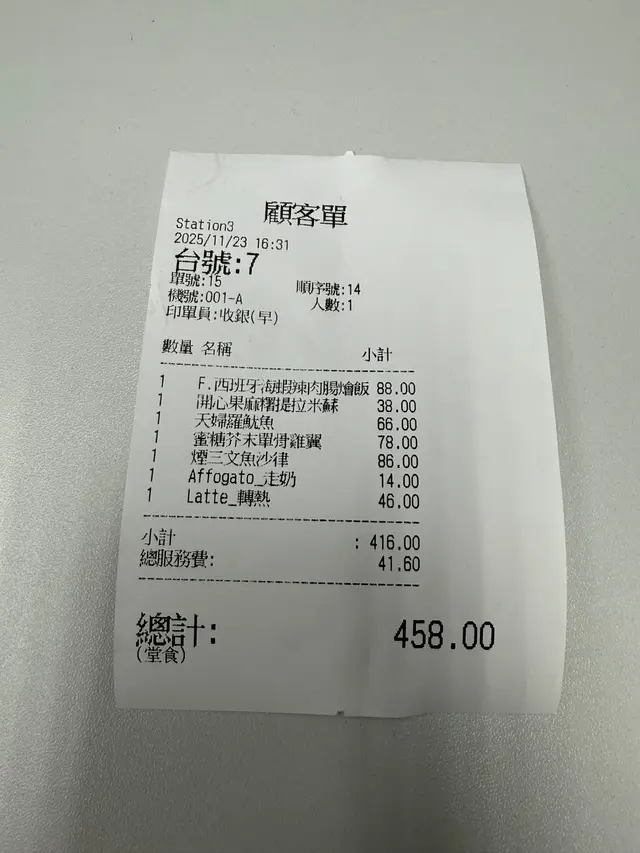 顧客單
Station3
2025/11/23 16:31
台號:7
單號:15 順序號:14
機號:001-A 人數:1
印單員:收銀(早)
數量 名稱 小計
1 F.西班牙海蝦辣肉腸燴飯 88.00
1 開心果麻糬提拉米蘇 38.00
1 天婦羅魷魚 66.00
1 蜜糖芥末單骨雞翼 78.00
1 煙三文魚沙律 86.00
1 Affogato_走奶 14.00
1 Latte_轉熱 46.00
小計 : 416.00
總服務費: 41.60
總計: 458.00
(堂食)